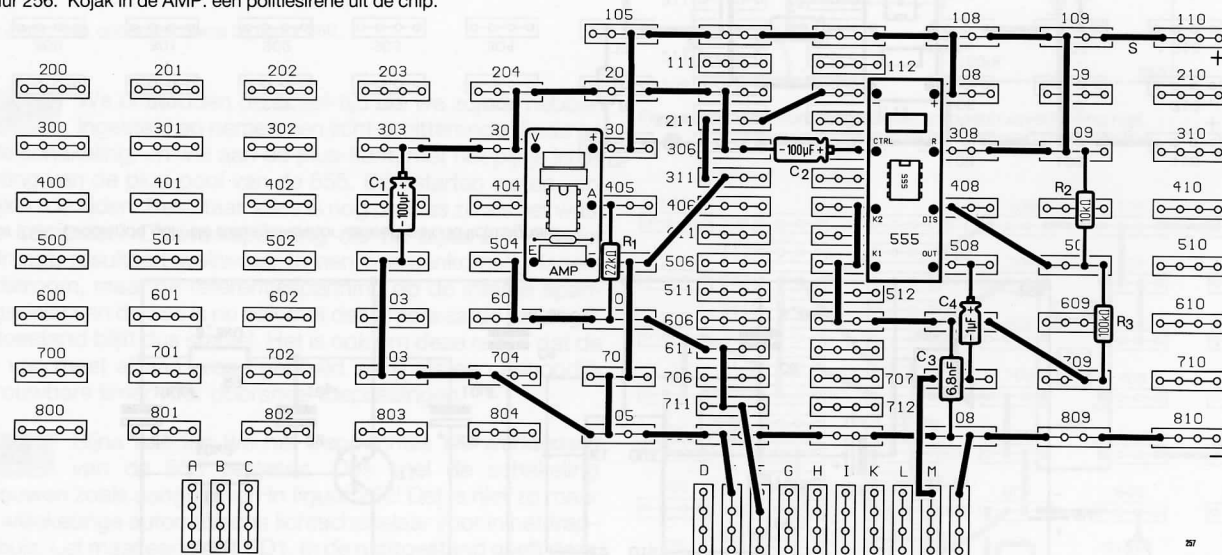 ur 256. Kojak in de AMP: een politiesirene uit de chip.
105 108 109 110
S +
111 112
200 201 202 203 204 20 08 09 210
V + +
211
300 301 302 303 30 30 306 CTRL R 308 09 310
C1 100µF + -100µF+ C2 311 555
400 401 402 404 A 405 406 K2 DIS 408 R2 10kΩ 410
11
500 501 502 504 E R1 22kΩ 506 K1 555 OUT 508 50 510
AMP
511 512
C4 1µF +
600 601 602 03 60 0 606 609 R3 100kΩ 610
611
C3 6,8nF
700 701 702 03 704 70 706 707 709 710
711 712
800 801 802 803 804 05 08 809 810
-
A B C D F G H I K L M
257